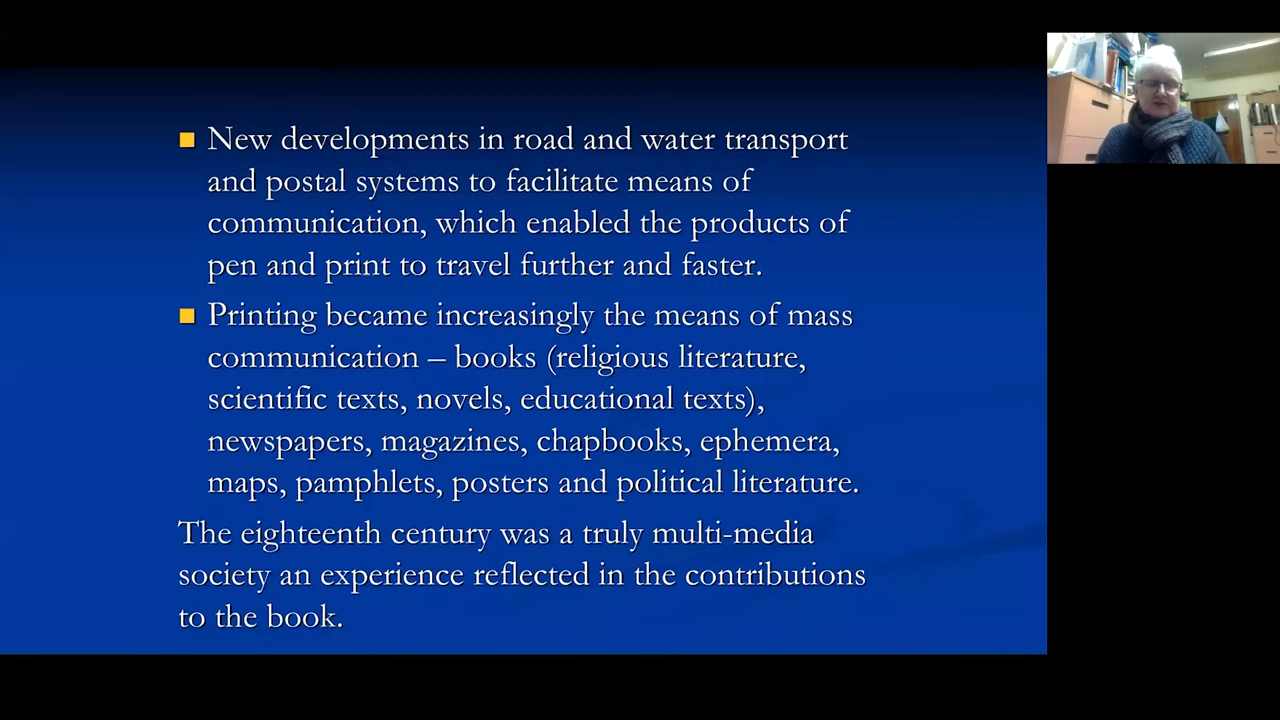 New developments in road and water transport
and postal systems to facilitate means of
communication, which enabled the products of
pen and print to travel further and faster.
Printing became increasingly the means of mass
communication – books (religious literature,
scientific texts, novels, educational texts),
newspapers, magazines, chapbooks, ephemera,
maps, pamphlets, posters and political literature.
The eighteenth century was a truly multi-media
society an experience reflected in the contributions
to the book.